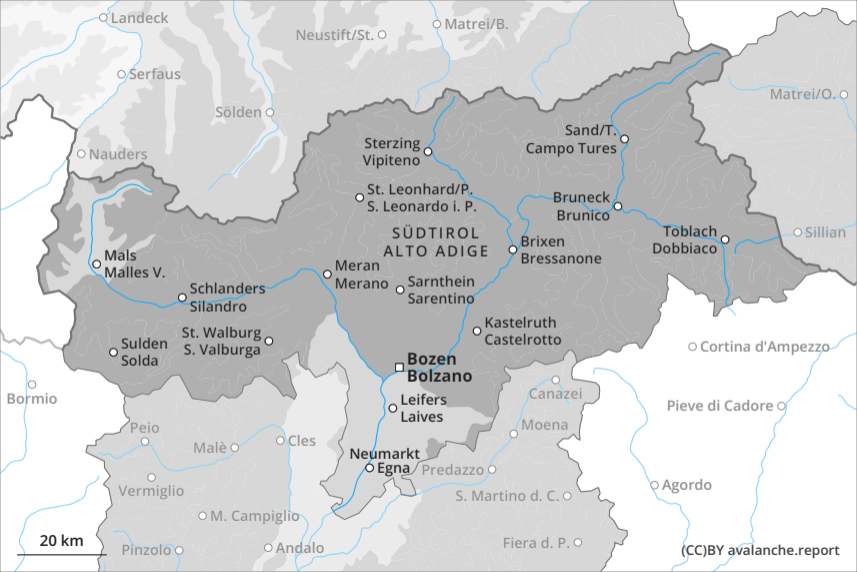 Landeck
Matrei/B.
Neustift/St.
Serfaus
Matrei/O.
Sölden
Sand/T.
Campo Tures
Sterzing
Vipiteno
Nauders
St. Leonhard/P.
S. Leonardo i. P.
Bruneck
Brunico
SÜDTIROL
ALTO ADIGE
Toblach
Dobbiaco
Sillian
Brixen
Bressanone
Mals
Malles V.
Meran
Merano
Sarnthein
Sarentino
Schlanders
Silandro
Kastelruth
Castelrotto
St. Walburg
S. Valburga
Sulden
Solda
Cortina d'Ampezzo
Bozen
Bolzano
Bormio
Canazei
Leifers
Laives
Pieve di Cadore
Peio
Moena
Malè
Cles
Neumarkt
Egna
Predazzo
Vermiglio
Agordo
S. Martino d. C.
M. Campiglio
20 km
Pinzolo
Andalo
Fiera d. P.
(CC)BY avalanche.report